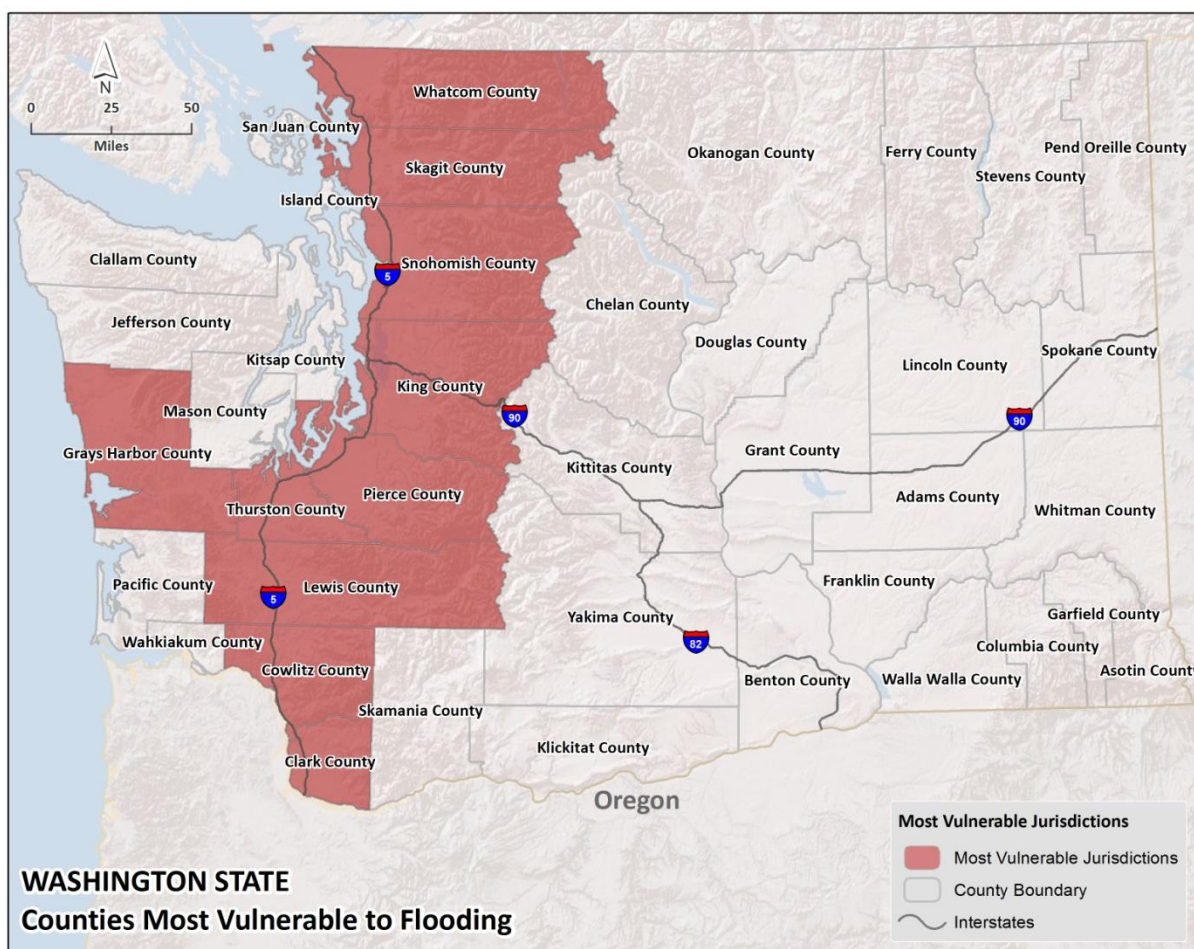 N
0 25 50
Miles
Whatcom County
San Juan County
Skagit County
Okanogan County
Ferry County
Pend Oreille County
Stevens County
Island County
Clallam County
Snohomish County
Chelan County
Jefferson County
Douglas County
Kitsap County
Lincoln County
Spokane County
King County
Mason County
Grays Harbor County
Kittitas County
Grant County
Pierce County
Thurston County
Adams County
Whitman County
Pacific County
Lewis County
Franklin County
Garfield County
Yakima County
Wahkiakum County
Columbia County
Cowlitz County
Benton County
Walla Walla County
Asotin County
Skamania County
Klickitat County
Clark County
5
90
90
5
82
Oregon
Most Vulnerable Jurisdictions
Most Vulnerable Jurisdictions
County Boundary
Interstates
WASHINGTON STATE
Counties Most Vulnerable to Flooding